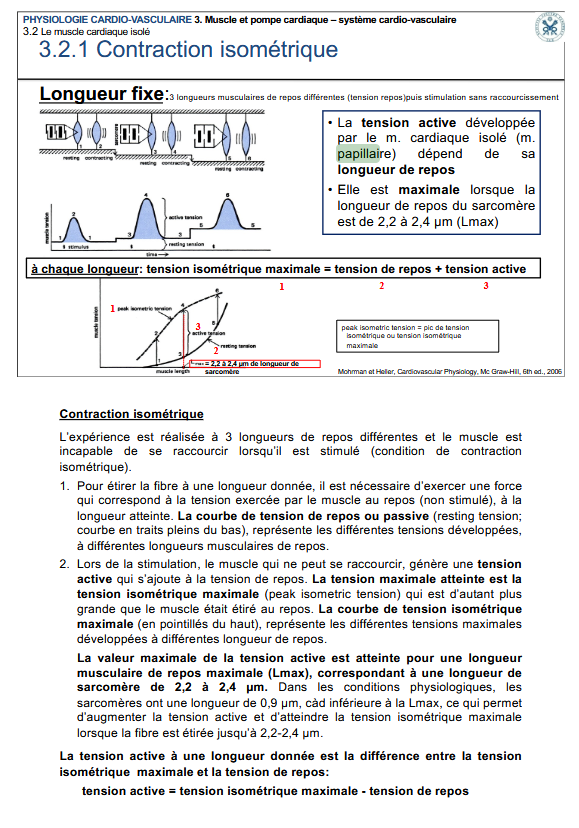 PHYSIOLOGIE CARDIO-VASCULAIRE 3. Muscle et pompe cardiaque – système cardio-vasculaire
3.2 Le muscle cardiaque isolé
3.2.1 Contraction isométrique
Longueur fixe:3 longueurs musculaires de repos différentes (tension repos)puis stimulation sans raccourcissement
sarcomere
1 2
resting contracting
3 4
resting contracting
5 6
resting contracting
muscle tension
1 2 1 3 4 3 5 6 5
stimulus
active tension
resting tension
time
• La tension active développée
par le m. cardiaque isolé (m.
papillaire) dépend de sa
longueur de repos
• Elle est maximale lorsque la
longueur de repos du sarcomère
est de 2,2 à 2,4 µm (Lmax)
à chaque longueur: tension isométrique maximale = tension de repos + tension active
1 2 3
muscle tension
1 peak isometric tension
4
6
2
3
active tension
5
2 resting tension
3
1
muscle length
= 2,2 à 2,4 µm de longueur de
sarcomère
peak isometric tension = pic de tension
isométrique ou tension isométrique
maximale
Mohrman et Heller, Cardiovascular Physiology, Mc Graw-Hill, 6th ed., 2006
Contraction isométrique
L'expérience est réalisée à 3 longueurs de repos différentes et le muscle est
incapable de se raccourcir lorsqu'il est stimulé (condition de contraction
isométrique).
1. Pour étirer la fibre à une longueur donnée, il est nécessaire d'exercer une force
qui correspond à la tension exercée par le muscle au repos (non stimulé), à la
longueur atteinte. La courbe de tension de repos ou passive (resting tension;
courbe en traits pleins du bas), représente les différentes tensions développées,
à différentes longueurs musculaires de repos.
2. Lors de la stimulation, le muscle qui ne peut se raccourcir, génère une tension
active qui s'ajoute à la tension de repos. La tension maximale atteinte est la
tension isométrique maximale (peak isometric tension) qui est d'autant plus
grande que le muscle était étiré au repos. La courbe de tension isométrique
maximale (en pointillés du haut), représente les différentes tensions maximales
développées à différentes longueur de repos.
La valeur maximale de la tension active est atteinte pour une longueur
musculaire de repos maximale (Lmax), correspondant à une longueur de
sarcomère de 2,2 à 2,4 µm. Dans les conditions physiologiques, les
sarcomères ont une longueur de 0,9 µm, càd inférieure à la Lmax, ce qui permet
d'augmenter la tension active et d'atteindre la tension isométrique maximale
lorsque la fibre est étirée jusqu'à 2,2-2,4 µm.
La tension active à une longueur donnée est la différence entre la tension
isométrique maximale et la tension de repos:
tension active = tension isométrique maximale - tension de repos